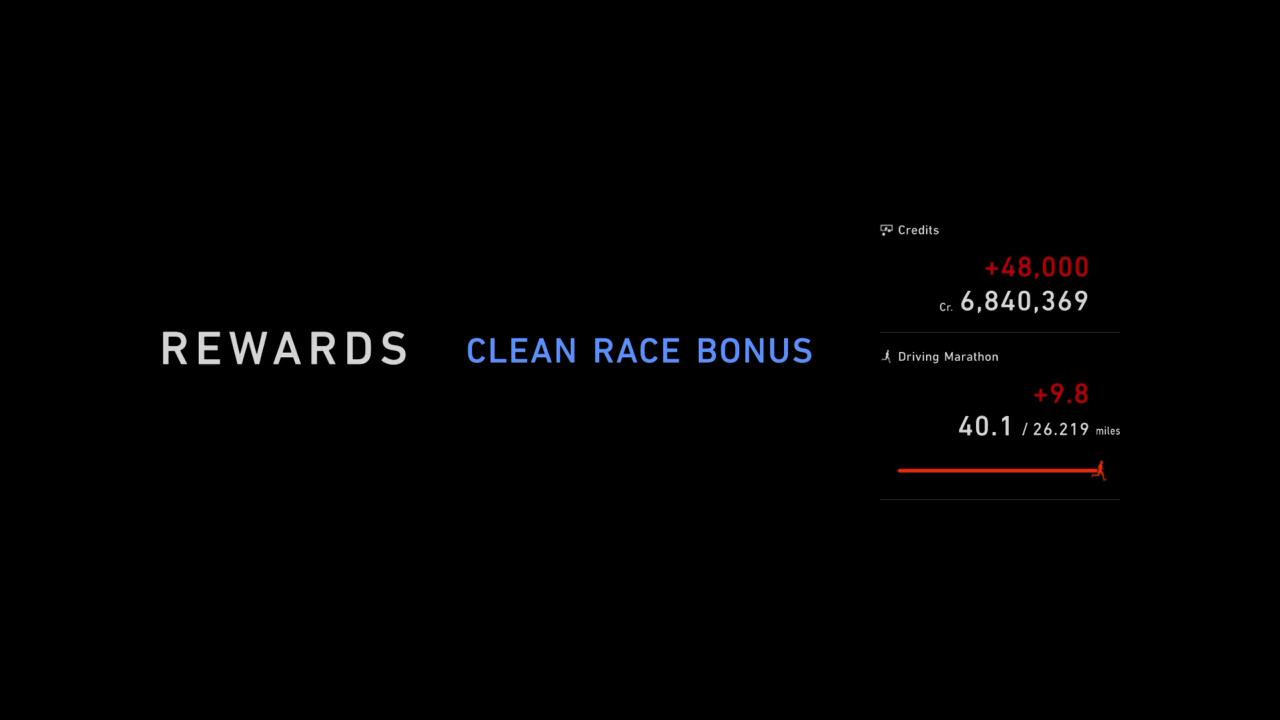 REWARDS
CLEAN RACE BONUS
Credits
+48,000
Cr. 6,840,369
Driving Marathon
+9.8
40.1 / 26.219 miles